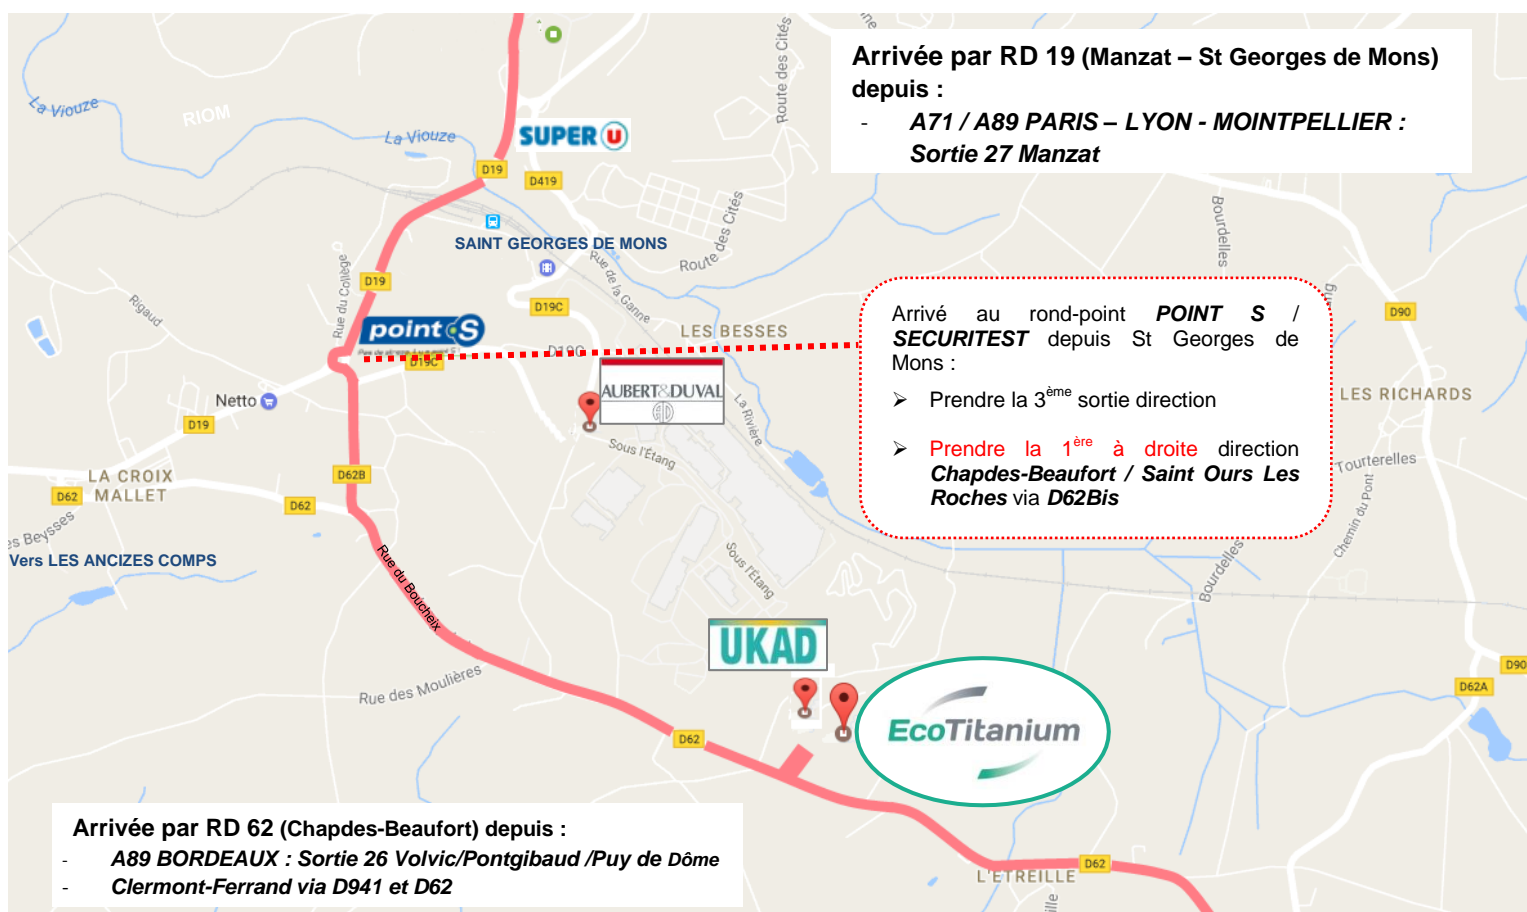 Arrivée par RD 19 (Manzat – St Georges de Mons)
depuis :
- A71 / A89 PARIS – LYON - MOINTPELLIER :
Sortie 27 Manzat
La Viouze
RIOM
La Viouze
SUPER U
D19
D419
Route des Cités
Route des Cités
Route des Cités
Bourdelles
SAINT GEORGES DE MONS
Rue du Collège
D19
Rue de la Ganne
D19C
Rigaud
point S
LES BESSES
D19C
D19C
D90
Arrivé au rond-point POINT S /
SECURITEST depuis St Georges de
Mons :
➢ Prendre la 3ème sortie direction
➢ Prendre la 1ère à droite direction
Chapdes-Beaufort / Saint Ours Les
Roches via D62Bis
AUBERT&DUVAL
AD
La Rivière
LES RICHARDS
Netto
D19
Sous l'Étang
Tourterelles
LA CROIX
MALLET
D62B
D62
D62
Chemin du Pont
es Beysses
Vers LES ANCIZES COMPS
Rue du Boucheix
Sous l'Étang
Bourdelles
UKAD
Rue des Moulières
D90
D62A
EcoTitanium
D62
Arrivée par RD 62 (Chapdes-Beaufort) depuis :
- A89 BORDEAUX : Sortie 26 Volvic/Pontgibaud /Puy de Dôme
- Clermont-Ferrand via D941 et D62
D62
L'ÉTREILLE